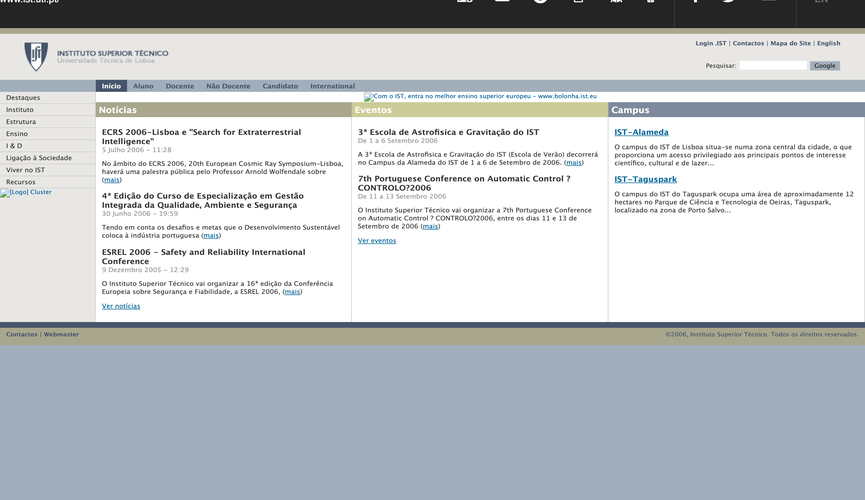 www.ist.utl.pt/
EN
INSTITUTO SUPERIOR TÉCNICO
Universidade Técnica de Lisboa
Login .IST | Contactos | Mapa do Site | English
Pesquisar:
Google
Início Aluno Docente Não Docente Candidato International
Destaques
Instituto
Estrutura
Ensino
I & D
Ligação à Sociedade
Viver no IST
Recursos
[Logo] Cluster
Com o IST, entra no melhor ensino superior europeu - www.bolonha.ist.eu
Notícias
ECRS 2006-Lisboa e "Search for Extraterrestrial
Intelligence"
5 Julho 2006 - 11:28
No âmbito do ECRS 2006, 20th European Cosmic Ray Symposium-Lisboa,
haverá uma palestra pública pelo Professor Arnold Wolfendale sobre
(mais)
4ª Edição do Curso de Especialização em Gestão
Integrada da Qualidade, Ambiente e Segurança
30 Junho 2006 - 19:59
Tendo em conta os desafios e metas que o Desenvolvimento Sustentável
coloca à indústria portuguesa (mais)
ESREL 2006 - Safety and Reliability International
Conference
9 Dezembro 2005 - 12:29
O Instituto Superior Técnico vai organizar a 16ª edição da Conferência
Europeia sobre Segurança e Fiabilidade, a ESREL 2006, (mais)
Ver notícias
Eventos
3ª Escola de Astrofísica e Gravitação do IST
De 1 a 6 Setembro 2006
A 3ª Escola de Astrofísica e Gravitação do IST (Escola de Verão) decorrerá
no Campus da Alameda do IST de 1 a 6 de Setembro de 2006. (mais)
7th Portuguese Conference on Automatic Control ?
CONTROLO?2006
De 11 a 13 Setembro 2006
O Instituto Superior Técnico vai organizar a 7th Portuguese Conference
on Automatic Control ? CONTROLO?2006, entre os dias 11 e 13 de
Setembro de 2006 (mais)
Ver eventos
Campus
IST-Alameda
O campus do IST de Lisboa situa-se numa zona central da cidade, o que
proporciona um acesso privilegiado aos principais pontos de interesse
científico, cultural e de lazer...
IST-Taguspark
O campus do IST do Taguspark ocupa uma área de aproximadamente 12
hectares no Parque de Ciência e Tecnologia de Oeiras, Taguspark,
localizado na zona de Porto Salvo...
Contactos | Webmaster
©2006, Instituto Superior Técnico. Todos os direitos reservados.